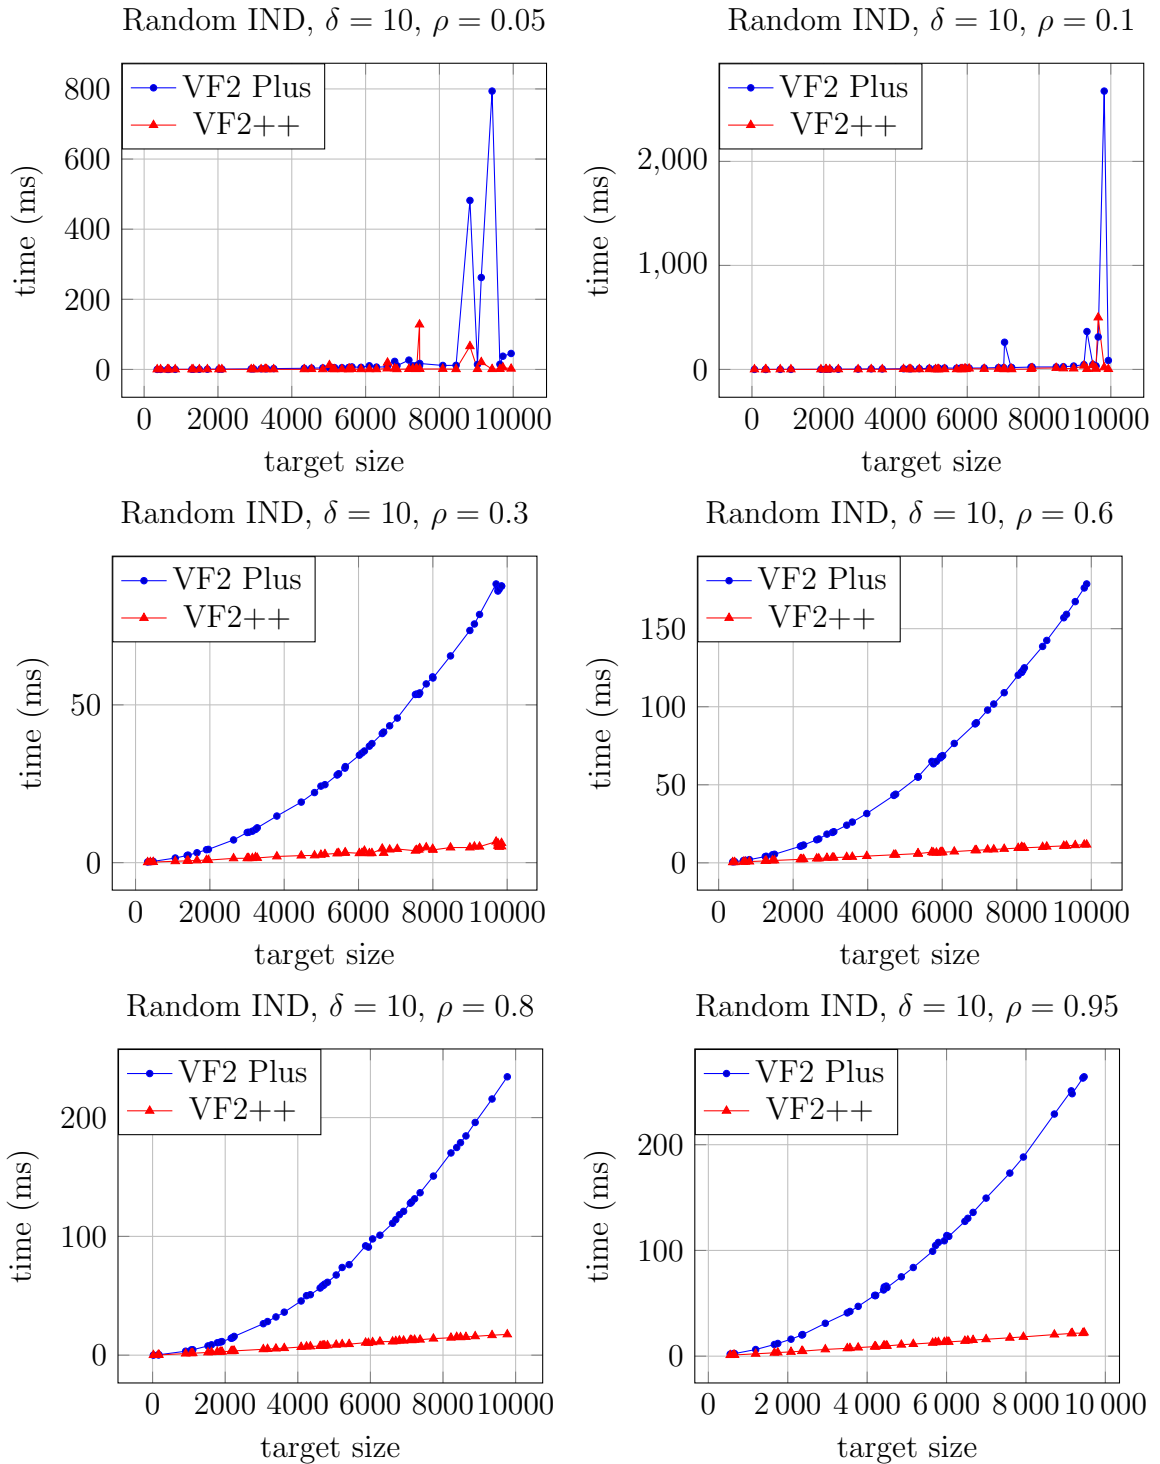 Random IND, δ = 10, ρ = 0.05
VF2 Plus
VF2++
time (ms)
800
600
400
200
0
0 2000 4000 6000 8000 10000
target size
Random IND, δ = 10, ρ = 0.1
VF2 Plus
VF2++
time (ms)
2,000
1,000
0
0 2000 4000 6000 8000 10000
target size
Random IND, δ = 10, ρ = 0.3
VF2 Plus
VF2++
time (ms)
50
0
0 2000 4000 6000 8000 10000
target size
Random IND, δ = 10, ρ = 0.6
VF2 Plus
VF2++
time (ms)
150
100
50
0
0 2000 4000 6000 8000 10000
target size
Random IND, δ = 10, ρ = 0.8
VF2 Plus
VF2++
time (ms)
200
100
0
0 2000 4000 6000 8000 10000
target size
Random IND, δ = 10, ρ = 0.95
VF2 Plus
VF2++
time (ms)
200
100
0
0 2 000 4 000 6 000 8 000 10 000
target size